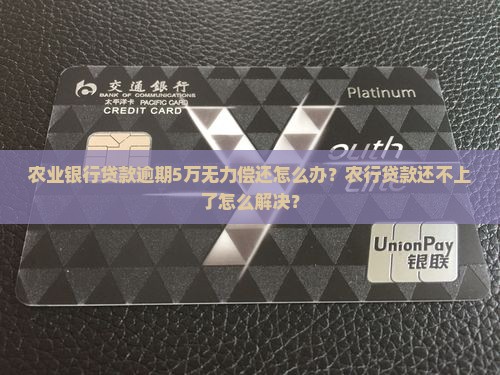 交通銀行
BANK OF COMMUNICATIONS
太平洋卡 PACIFIC CARD
CREDIT CARD
Platinum
农业银行贷款逾期5万无力偿还怎么办？农行贷款还不上
了怎么解决？
UnionPay
银联